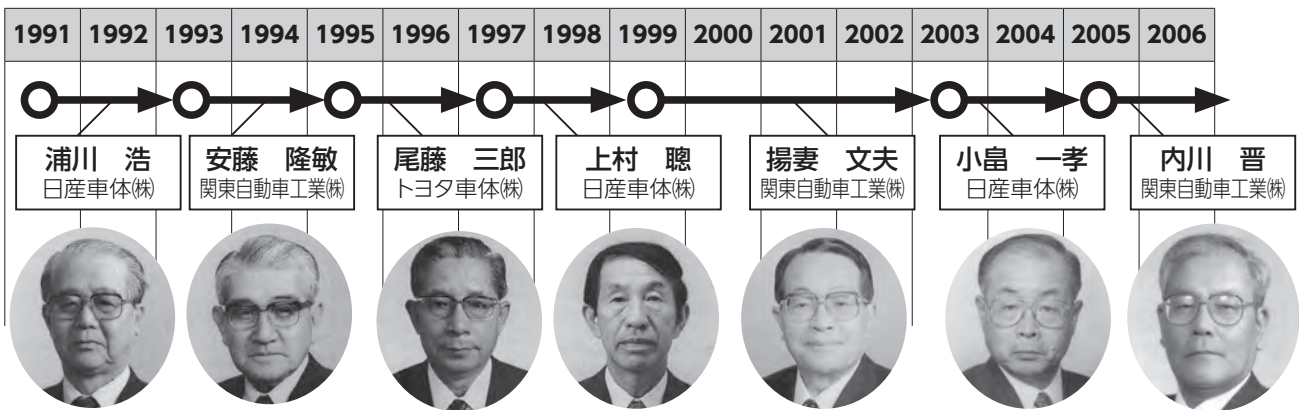 1991 1992 1993 1994 1995 1996 1997 1998 1999 2000 2001 2002 2003 2004 2005 2006
浦川 浩
日産車体㈱
安藤 隆敏
関東自動車工業㈱
尾藤 三郎
トヨタ車体㈱
上村 聰
日産車体㈱
揚妻 文夫
関東自動車工業㈱
小畠 一孝
日産車体㈱
内川 晋
関東自動車工業㈱